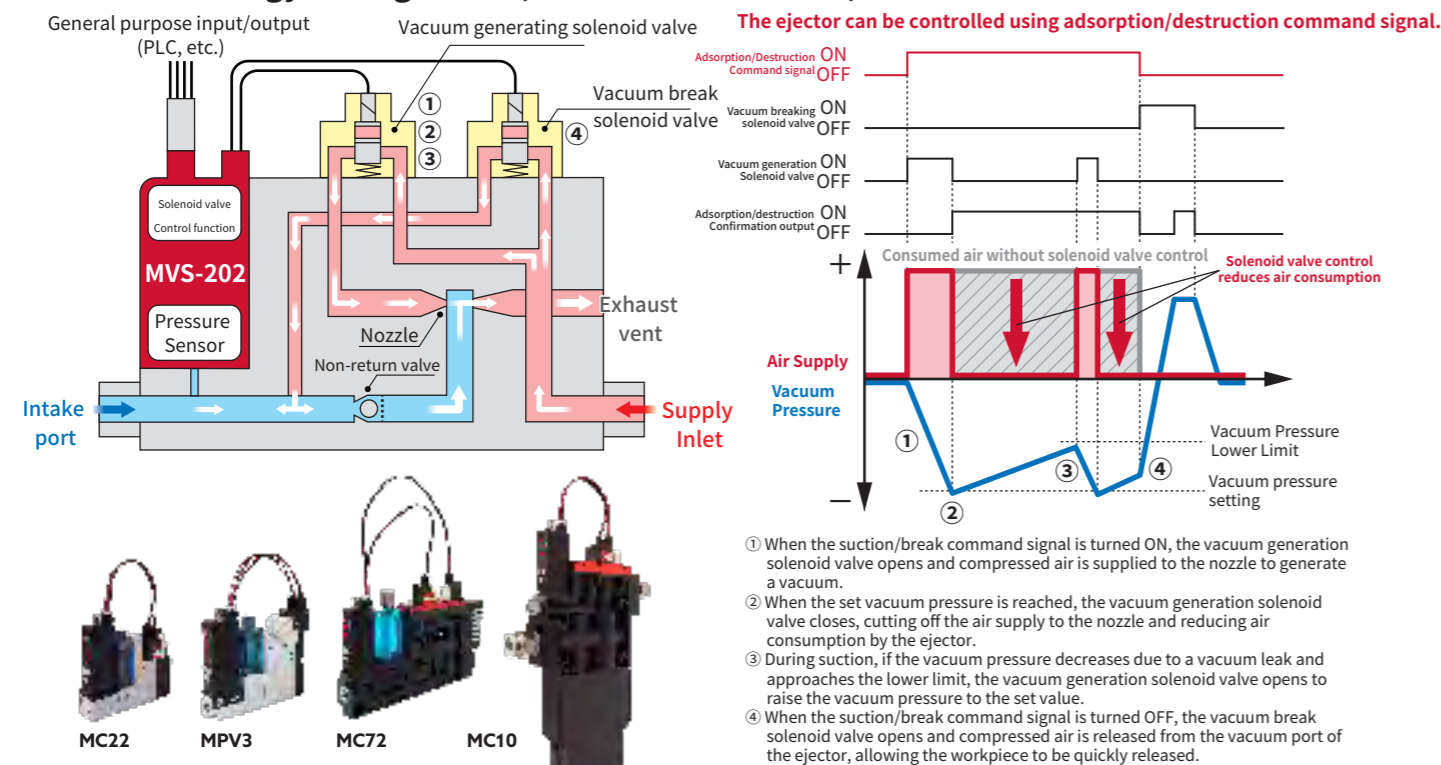 The ejector can be controlled using adsorption/destruction command signal.
General purpose input/output
(PLC, etc.)
Vacuum generating solenoid valve
Vacuum break
solenoid valve
①
②
③
④
Solenoid valve
Control function
MVS-202
Pressure
Sensor
Nozzle
Non-return valve
Exhaust
vent
Intake
port
Supply
Inlet
MC22
MPV3
MC72
MC10
Adsorption/Destruction
Command signal
ON
OFF
Vacuum breaking
solenoid valve
ON
OFF
Vacuum generation
Solenoid valve
ON
OFF
Adsorption/destruction
Confirmation output
ON
OFF
+
Consumed air without solenoid valve control
Solenoid valve control
reduces air consumption
Air Supply
Vacuum
Pressure
①
②
③
④
Vacuum Pressure
Lower Limit
Vacuum pressure
setting
−
① When the suction/break command signal is turned ON, the vacuum generation
solenoid valve opens and compressed air is supplied to the nozzle to generate
a vacuum.
② When the set vacuum pressure is reached, the vacuum generation solenoid
valve closes, cutting off the air supply to the nozzle and reducing air
consumption by the ejector.
③ During suction, if the vacuum pressure decreases due to a vacuum leak and
approaches the lower limit, the vacuum generation solenoid valve opens to
raise the vacuum pressure to the set value.
④ When the suction/break command signal is turned OFF, the vacuum break
solenoid valve opens and compressed air is released from the vacuum port of
the ejector, allowing the workpiece to be quickly released.